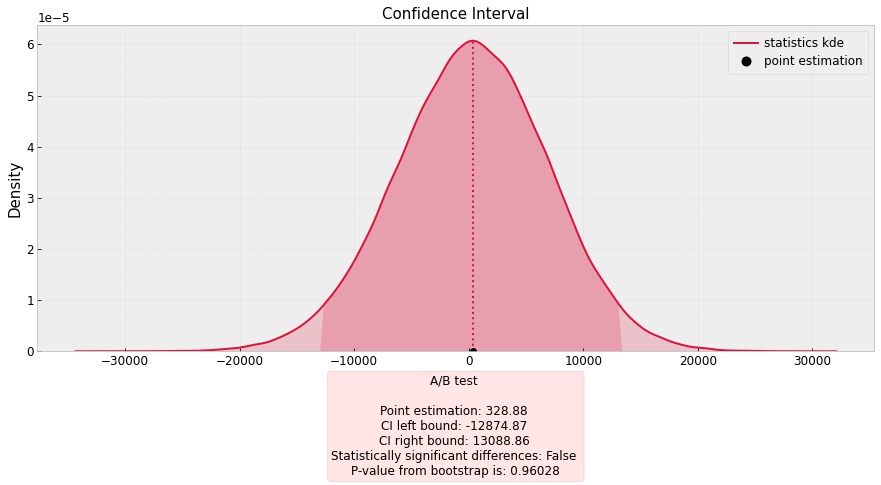 Confidence Interval
1e−5
statistics kde
point estimation
Density
6
5
4
3
2
1
0
−30000 −20000 −10000 0 10000 20000 30000
A/B test
Point estimation: 328.88
CI left bound: -12874.87
CI right bound: 13088.86
Statistically significant differences: False
P-value from bootstrap is: 0.96028